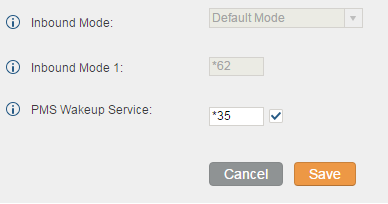 Inbound Mode: Default Mode
Inbound Mode 1: *62
PMS Wakeup Service: *35
Cancel Save